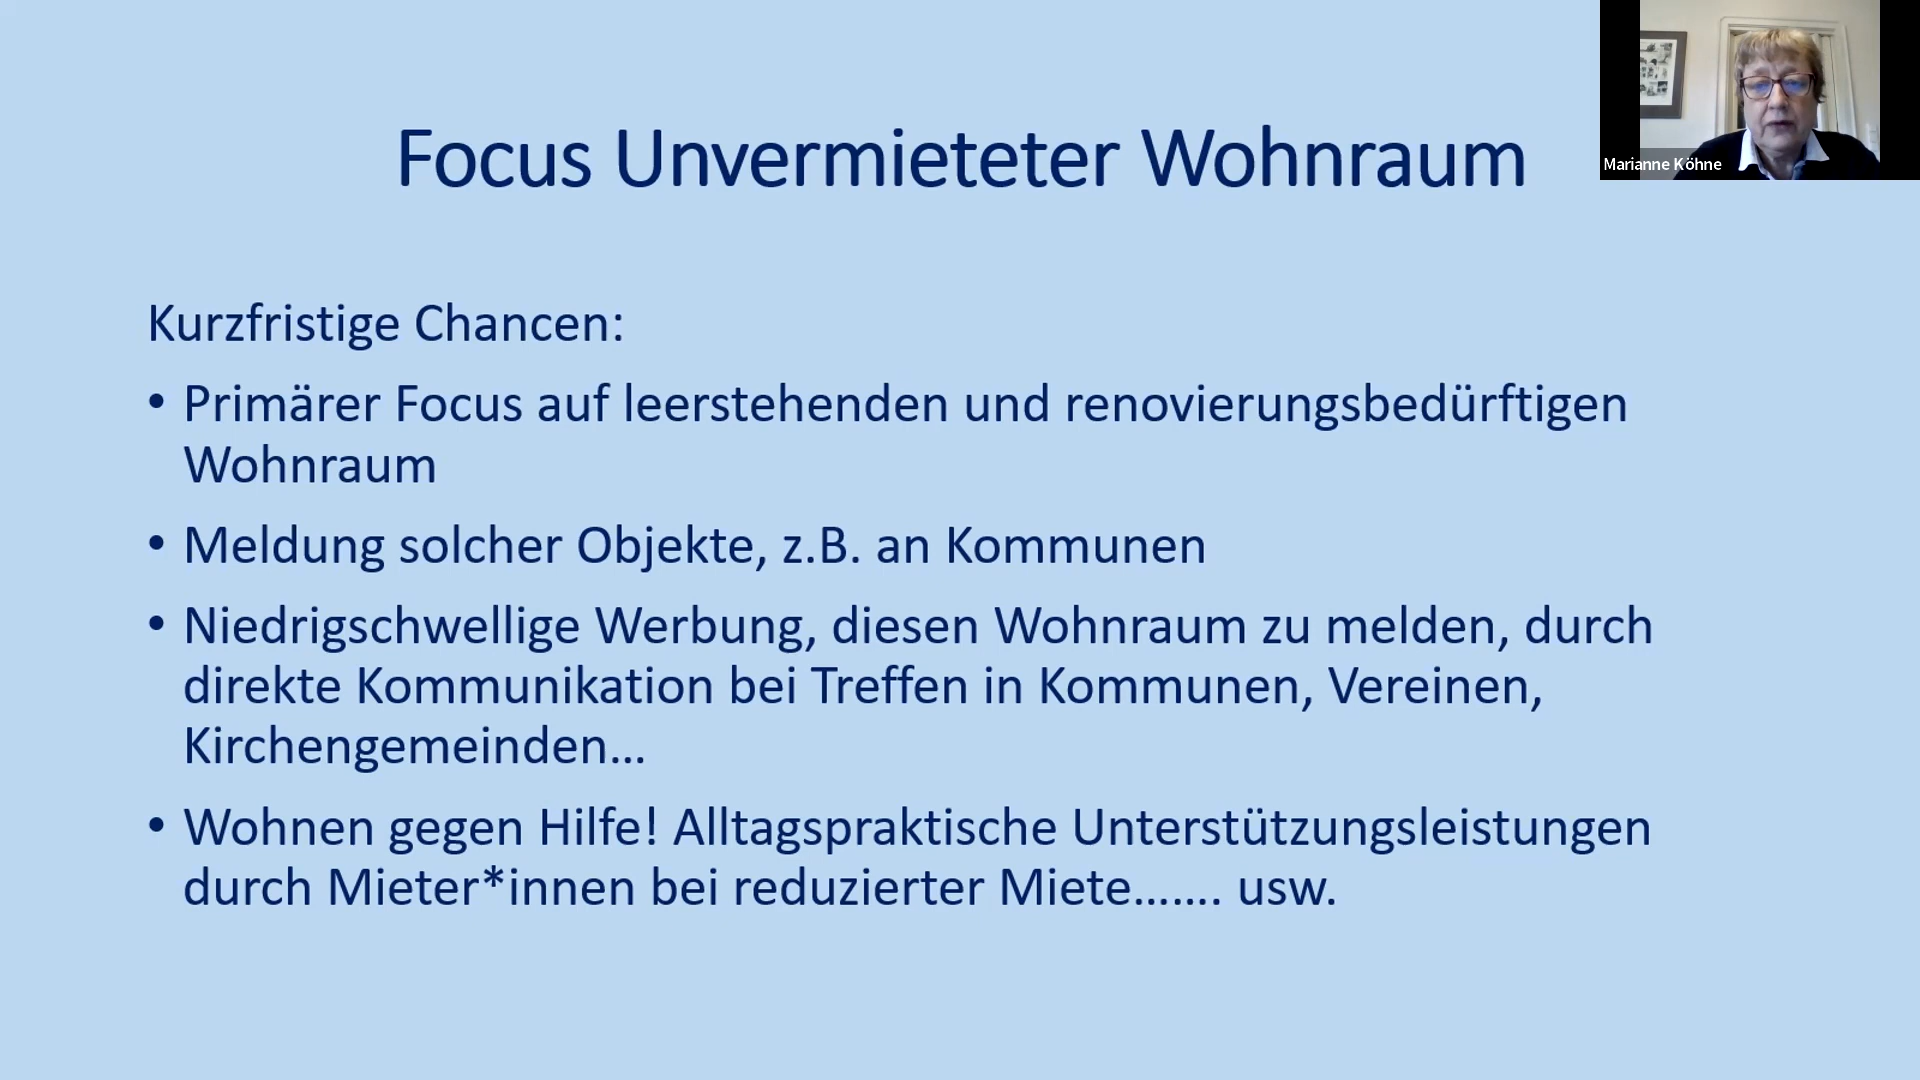 Focus Unvermieteter Wohnraum
Marianne Köhne
Kurzfristige Chancen:
• Primärer Focus auf leerstehenden und renovierungsbedürftigen
Wohnraum
• Meldung solcher Objekte, z.B. an Kommunen
• Niedrigschwellige Werbung, diesen Wohnraum zu melden, durch
direkte Kommunikation bei Treffen in Kommunen, Vereinen,
Kirchengemeinden…
• Wohnen gegen Hilfe! Alltagspraktische Unterstützungsleistungen
durch Mieter*innen bei reduzierter Miete……. usw.